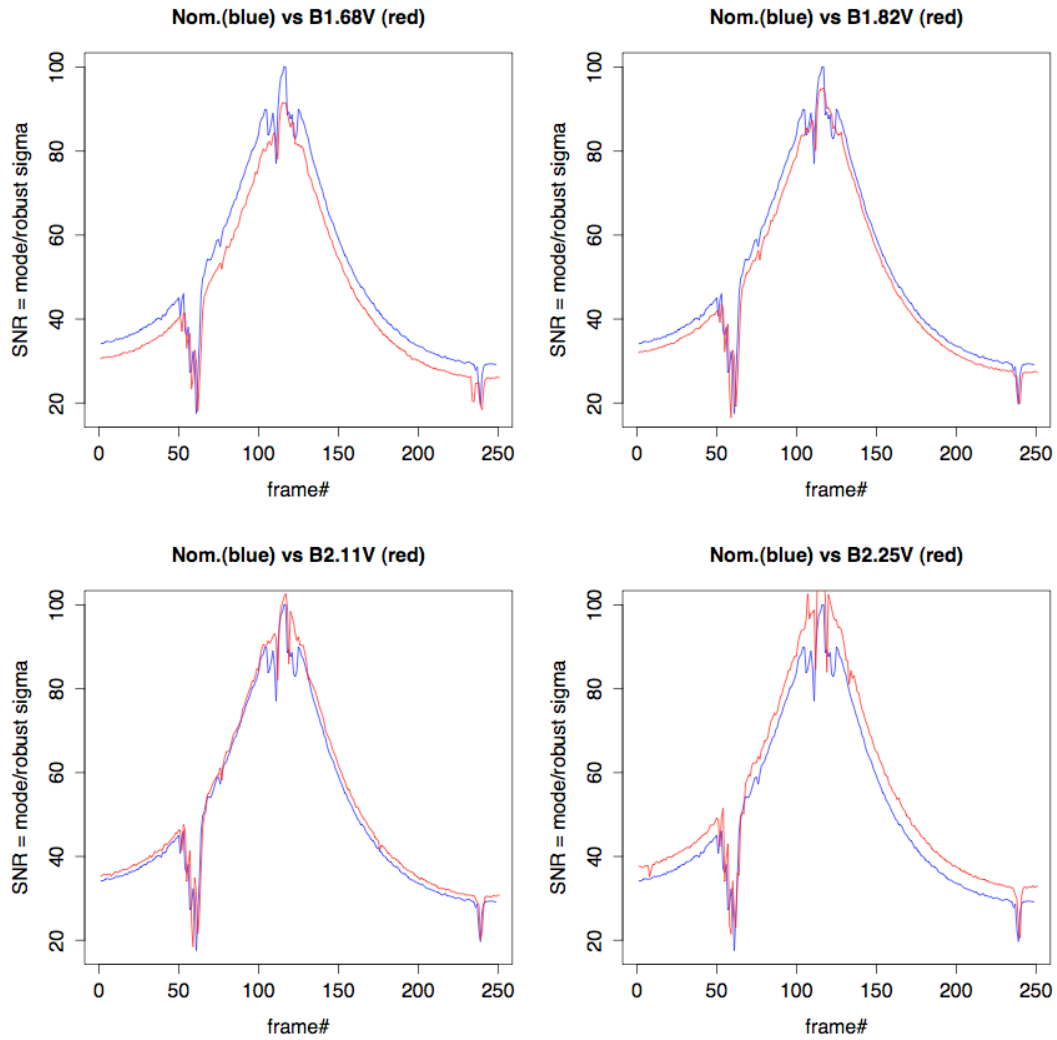 Nom.(blue) vs B1.68V (red)
SNR = mode/robust sigma
100
80
60
40
20
0 50 100 150 200 250
frame#
Nom.(blue) vs B1.82V (red)
SNR = mode/robust sigma
100
80
60
40
20
0 50 100 150 200 250
frame#
Nom.(blue) vs B2.11V (red)
SNR = mode/robust sigma
100
80
60
40
20
0 50 100 150 200 250
frame#
Nom.(blue) vs B2.25V (red)
SNR = mode/robust sigma
100
80
60
40
20
0 50 100 150 200 250
frame#